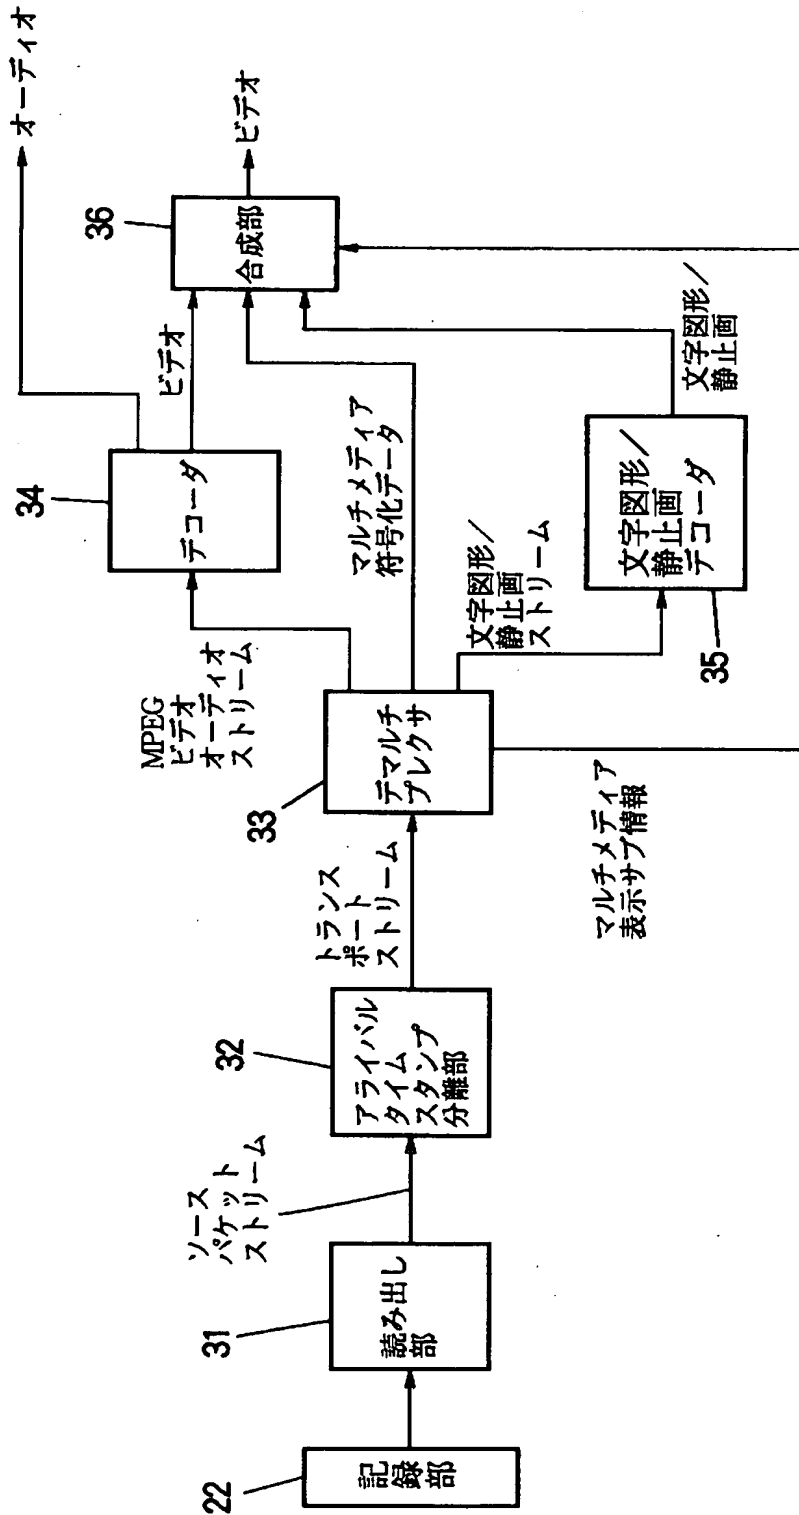 22
記録部
31
読み出し
部
ソース
パケット
ストリーム
32
アライバル
タイム
スタンプ
分離部
トランス
ポート
ストリーム
33
デマルチ
プレクサ
MPEG
ビデオ
オーディオ
ストリーム
34
デコーダ
オーディオ
ビデオ
マルチメディア
符号化データ
文字図形/
静止画
ストリーム
35
文字図形/
静止画
デコーダ
文字図形/
静止画
マルチメディア
表示サブ情報
36
合成部
ビデオ